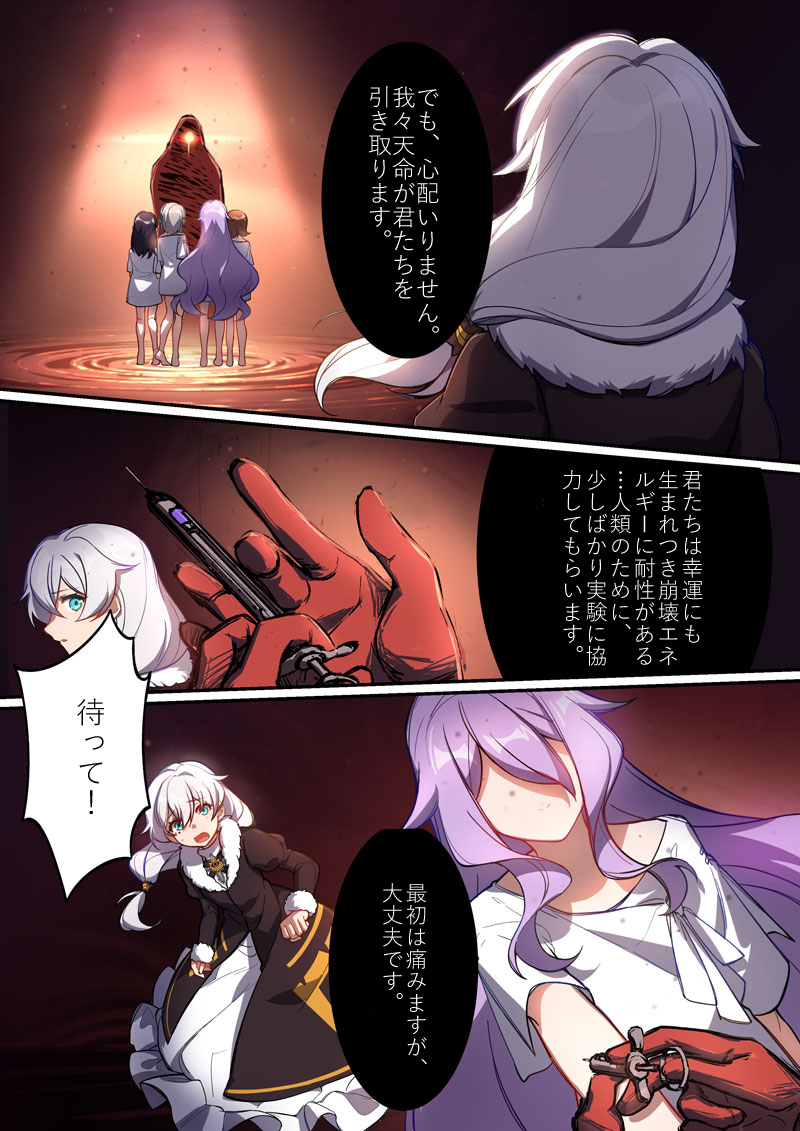 でも、心配いりません。
我々天命が君たちを
引き取ります。
君たちは幸運にも
生まれつき崩壊エネ
ルギーに耐性がある
…人類のために、
少しばかり実験に協
力してもらいます。
待って！
最初は痛みますが、
大丈夫です。